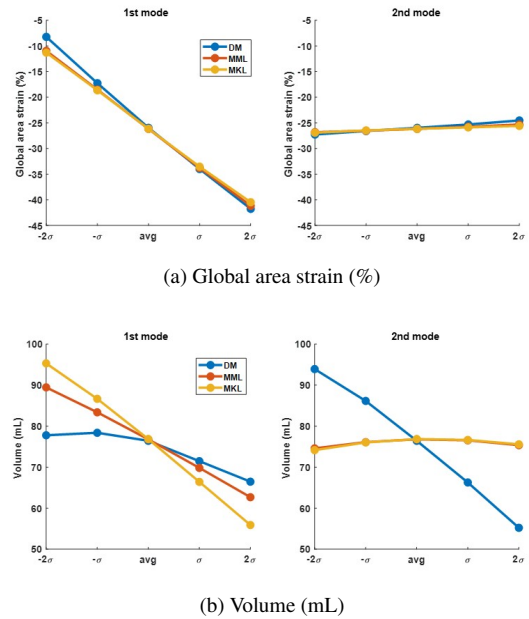 1st mode
2nd mode
Global area strain (%)
-5
-10
-15
-20
-25
-30
-35
-40
-45
DM
MML
MKL
-2σ
-σ
avg
σ
2σ
Global area strain (%)
-5
-10
-15
-20
-25
-30
-35
-40
-45
-2σ
-σ
avg
σ
2σ
(a) Global area strain (%)
1st mode
2nd mode
Volume (mL)
100
90
80
70
60
50
DM
MML
MKL
-2σ
-σ
avg
σ
2σ
Volume (mL)
100
90
80
70
60
50
-2σ
-σ
avg
σ
2σ
(b) Volume (mL)